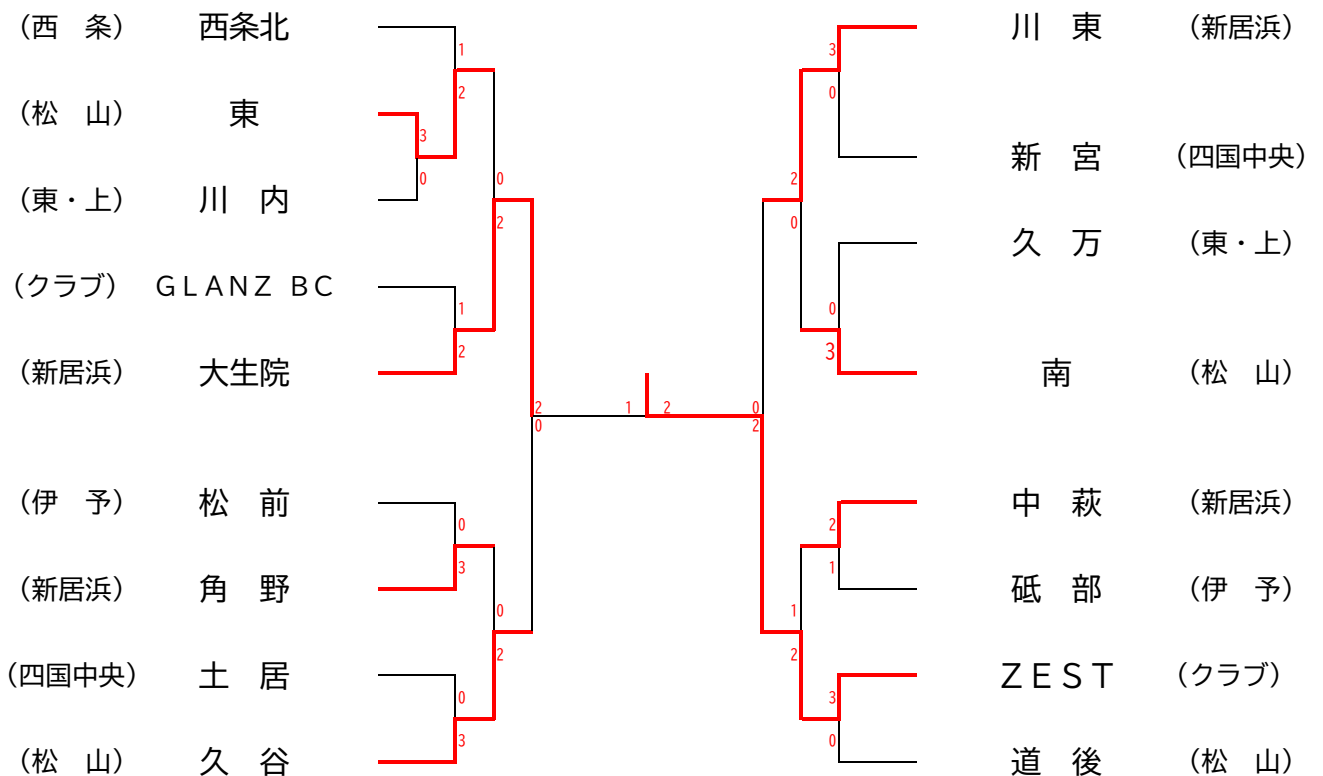 （西　条）　西条北　川　東　（新居浜）
1　3
2　0
（松　山）　東
3
新　宮　（四国中央）
0　0　2
（東・上）　川　内
2　0
久　万　（東・上）
（クラブ）　ＧＬＡＮＺ ＢＣ
1　0
2　3
（新居浜）　大生院　南　（松　山）
2　1　2　0
0　2
（伊　予）　松　前　中　萩　（新居浜）
0　2
3　1
（新居浜）　角　野　砥　部　（伊　予）
0　1
2　2
（四国中央）　土　居　ＺＥＳＴ　（クラブ）
0　3
3　0
（松　山）　久　谷　道　後　（松　山）